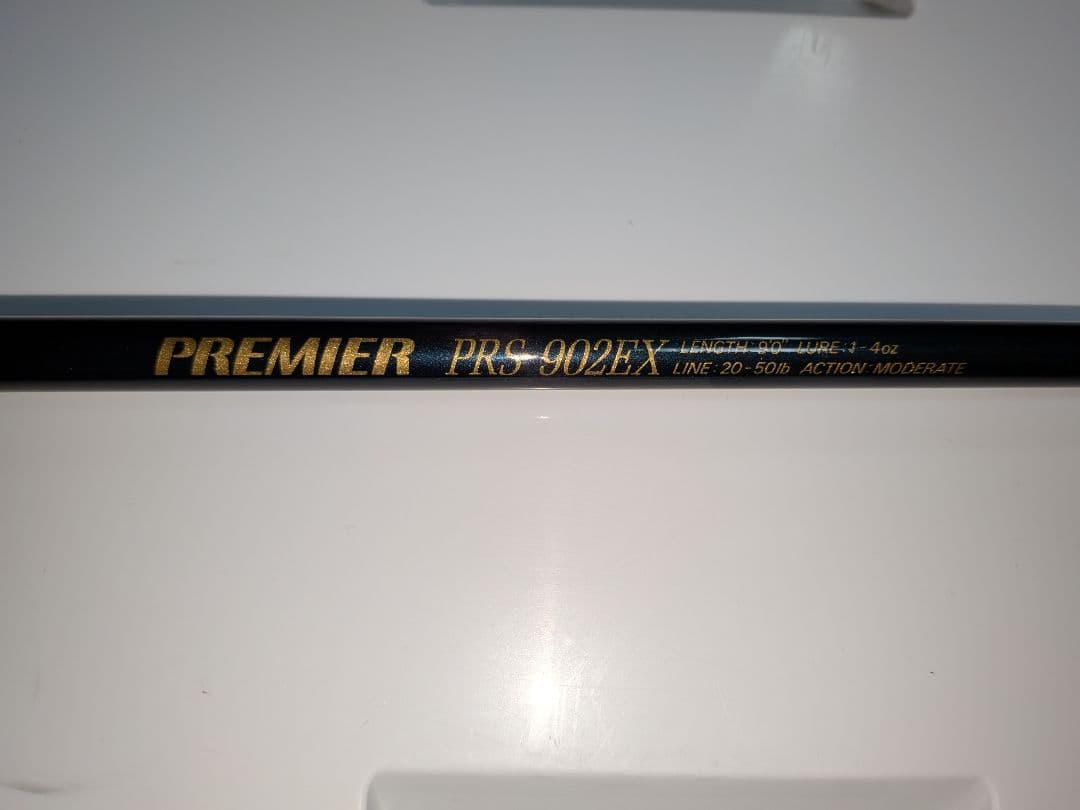 PREMIER PRS 902EX
LENGTH: 9'0" LURE: 1-4oz
LINE: 20-50lb ACTION: MODERATE